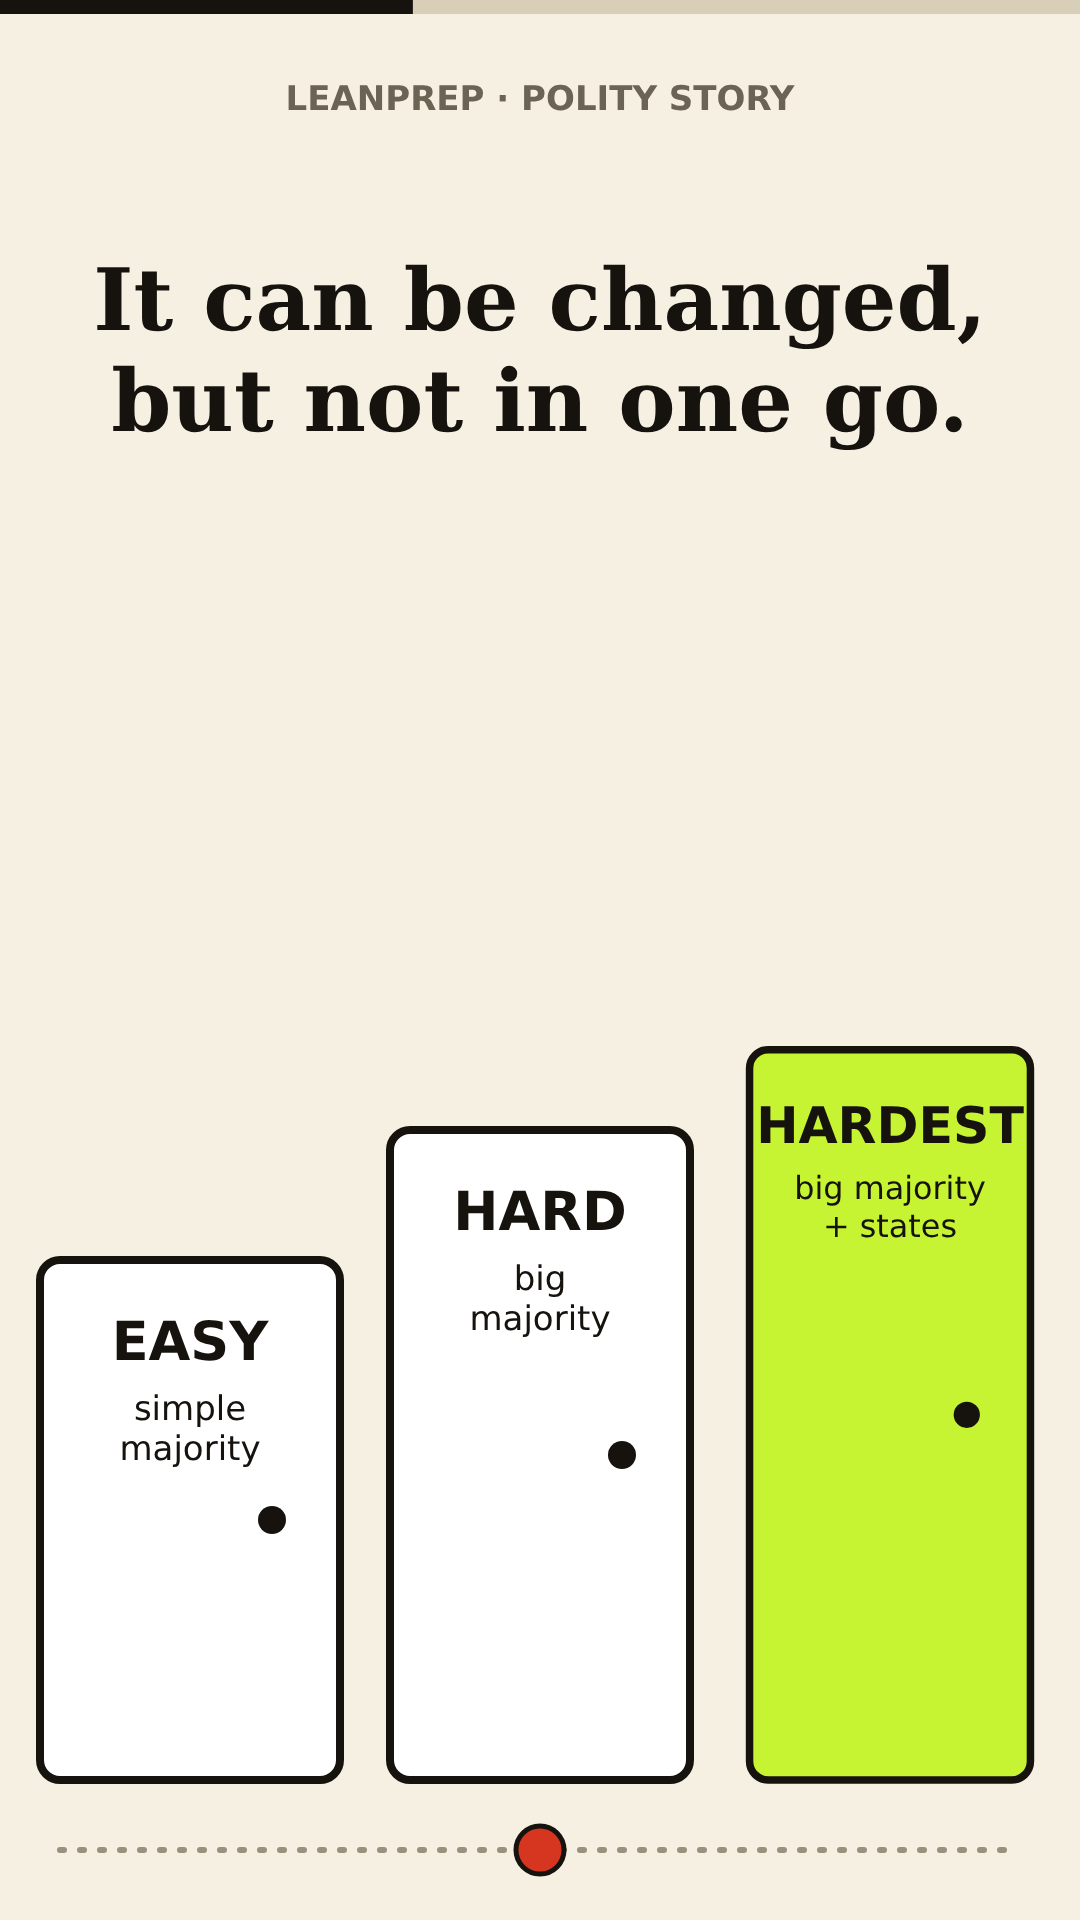 LEANPREP · POLITY STORY
It can be changed,
but not in one go.
EASY
simple
majority
HARD
big
majority
HARDEST
big majority
+ states